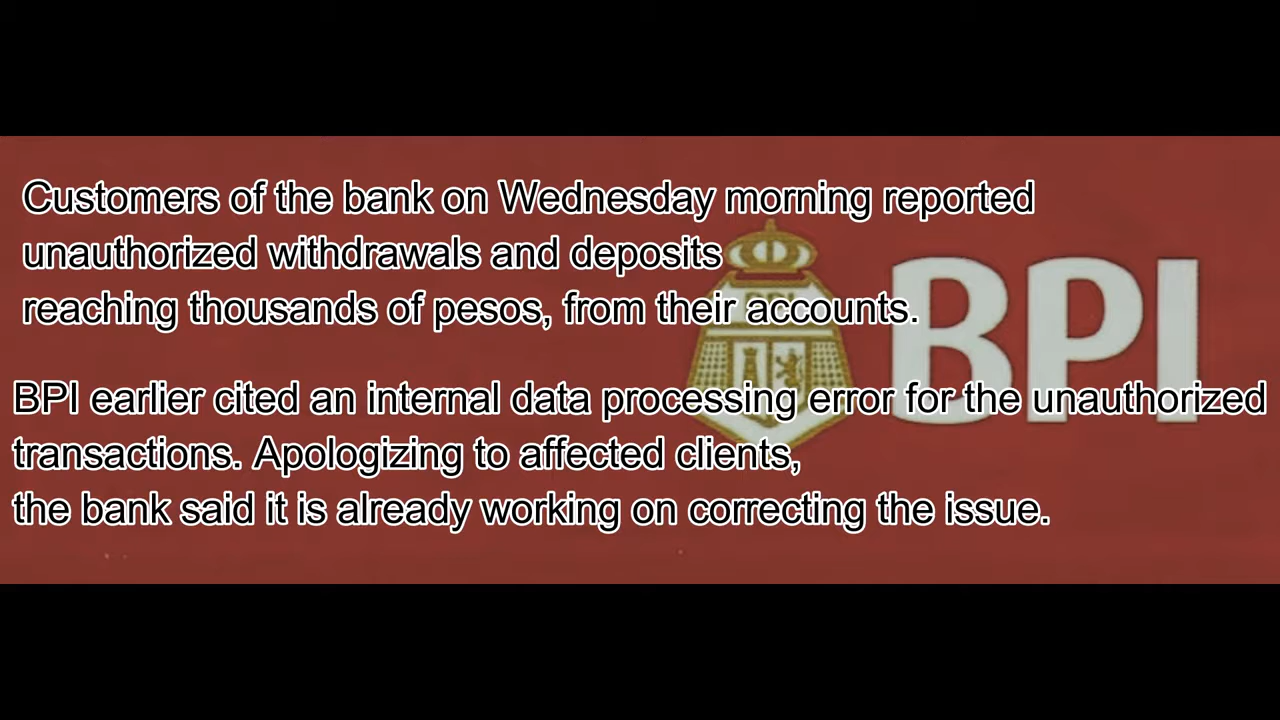 Customers of the bank on Wednesday morning reported
unauthorized withdrawals and deposits
reaching thousands of pesos, from their accounts.
BPI
BPI earlier cited an internal data processing error for the unauthorized
transactions. Apologizing to affected clients,
the bank said it is already working on correcting the issue.